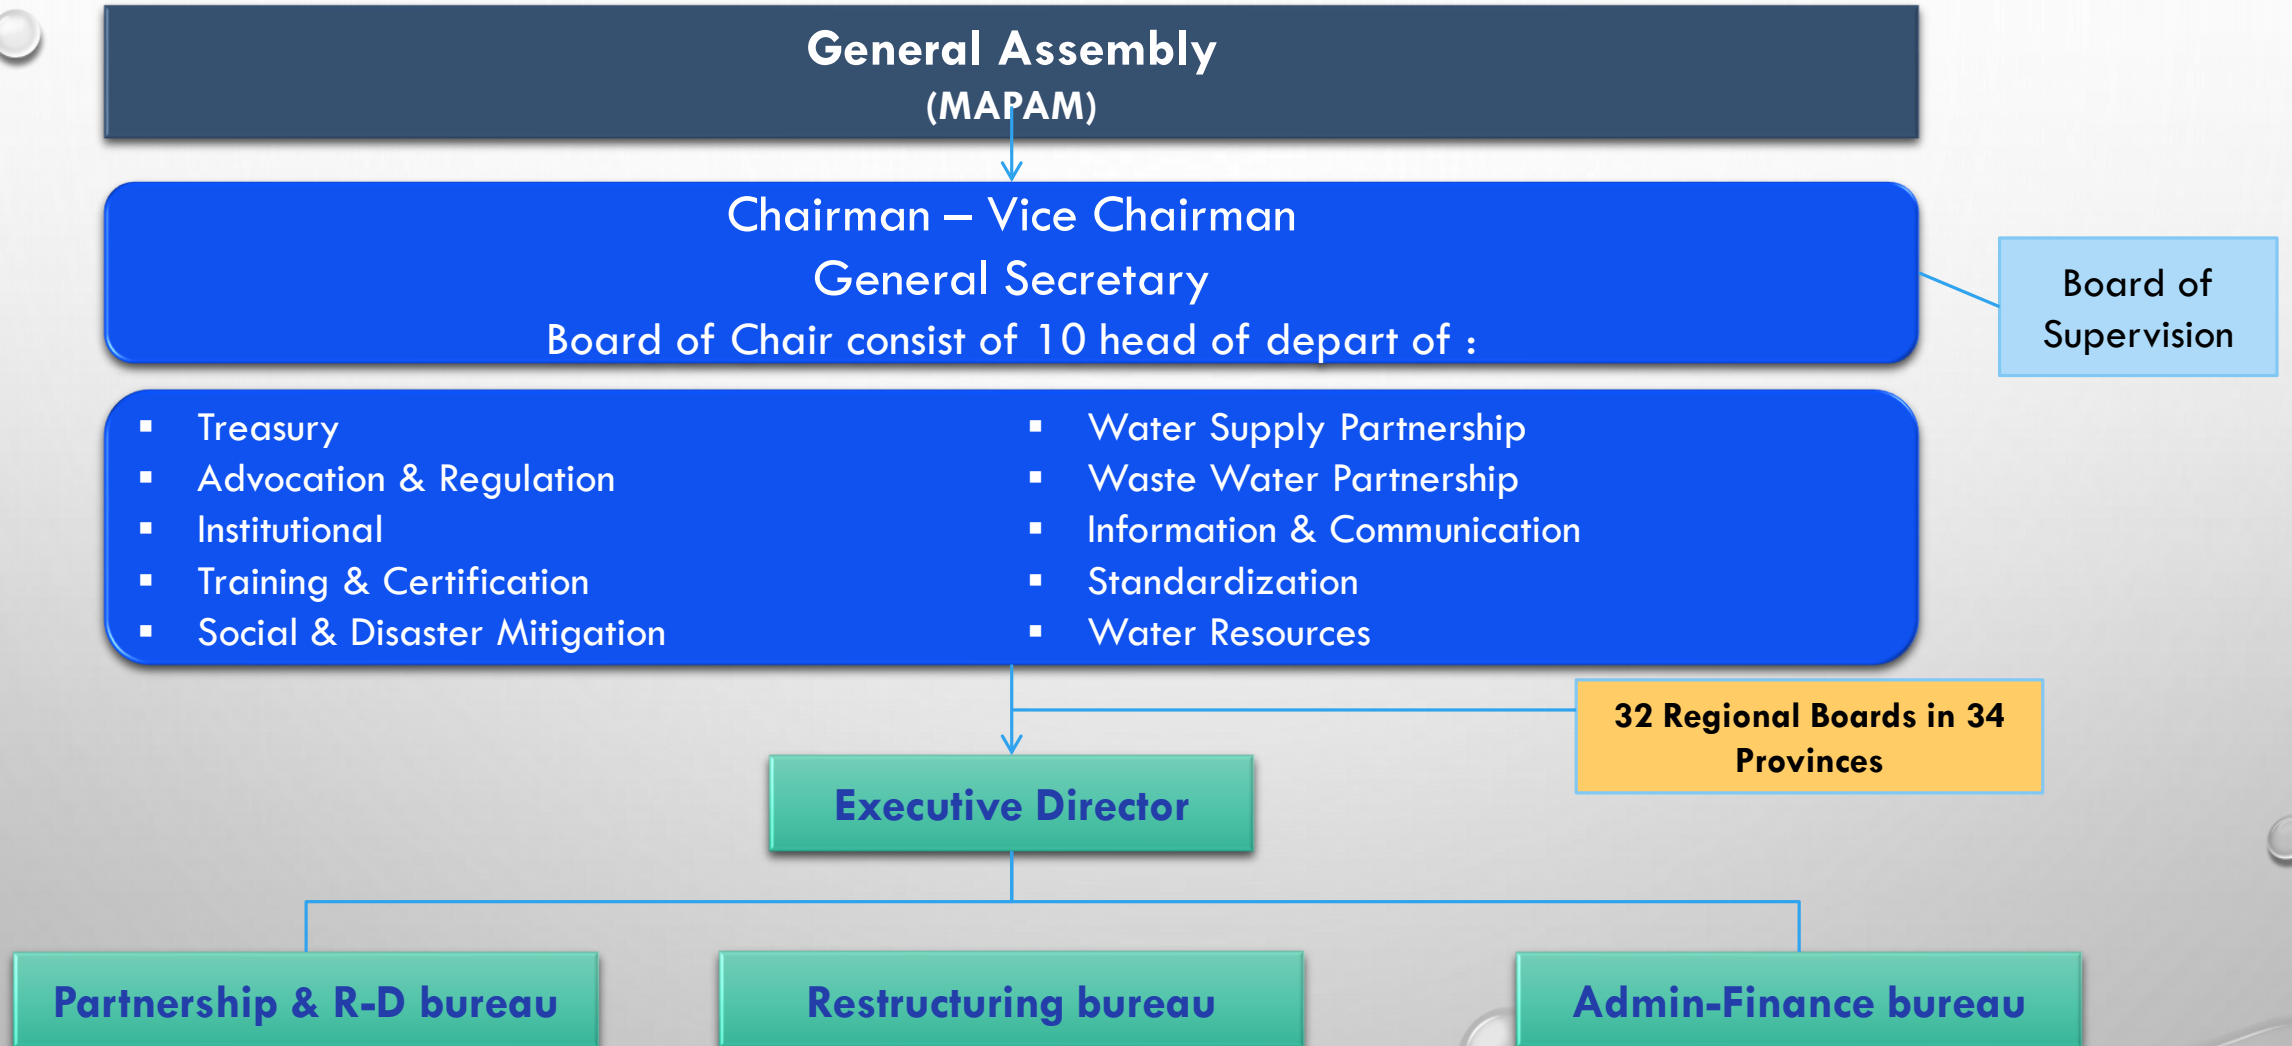 General Assembly
(MAPAM)
Chairman – Vice Chairman
General Secretary
Board of Chair consist of 10 head of depart of :
Board of
Supervision
▪ Treasury
▪ Advocation & Regulation
▪ Institutional
▪ Training & Certification
▪ Social & Disaster Mitigation
▪ Water Supply Partnership
▪ Waste Water Partnership
▪ Information & Communication
▪ Standardization
▪ Water Resources
32 Regional Boards in 34
Provinces
Executive Director
Partnership & R-D bureau
Restructuring bureau
Admin-Finance bureau